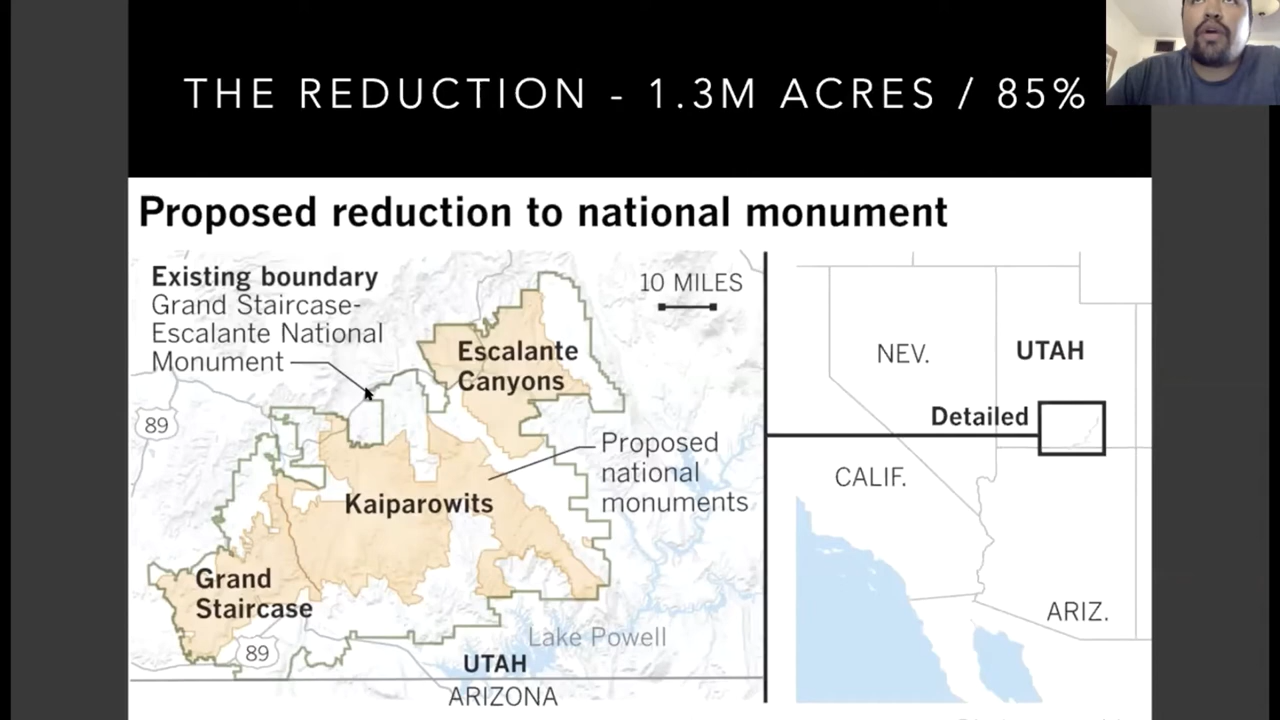 THE REDUCTION - 1.3M ACRES / 85%
Proposed reduction to national monument
Existing boundary
Grand Staircase-
Escalante National
Monument
10 MILES
Escalante
Canyons
89
Proposed
national
monuments
Kaiparowits
Grand
Staircase
89
Lake Powell
UTAH
ARIZONA
NEV.
UTAH
Detailed
CALIF.
ARIZ.